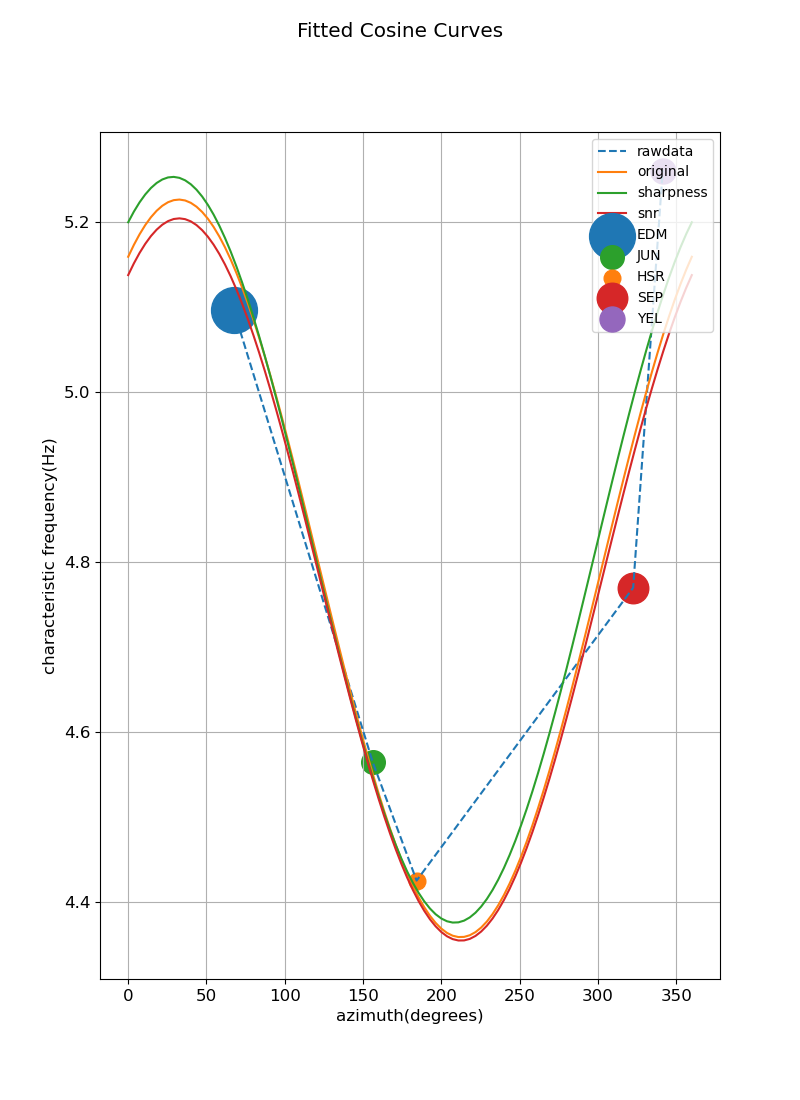 Fitted Cosine Curves
rawdata
original
sharpness
snr
EDM
JUN
HSR
SEP
YEL
characteristic frequency(Hz)
5.2
5.0
4.8
4.6
4.4
0 50 100 150 200 250 300 350
azimuth(degrees)